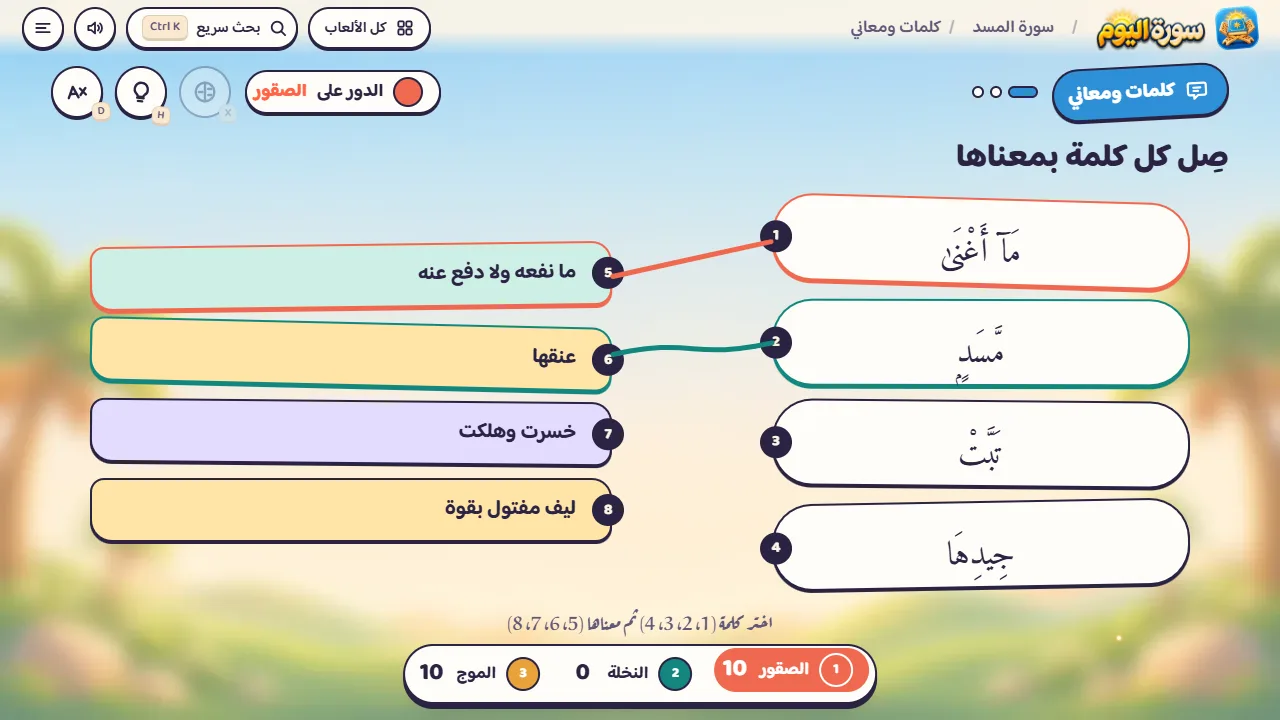 سورة اليوم
/ سورة المسد / كلمات ومعاني
كل الألعاب
بحث سريع Ctrl K
كلمات ومعاني
الدور على الصقور
X
H
D
صِل كل كلمة بمعناها
1 مَآ أَغْنَىٰ
2 مَّسَدٍۭ
3 تَبَّتْ
4 جِيدِهَا
5 ما نفعه ولا دفع عنه
6 عنقها
7 خسرت وهلكت
8 ليف مفتول بقوة
اختر كلمة (1، 2، 3، 4) ثم معناها (5، 6، 7، 8)
1 الصقور 10
2 النخلة 0
3 الموج 10